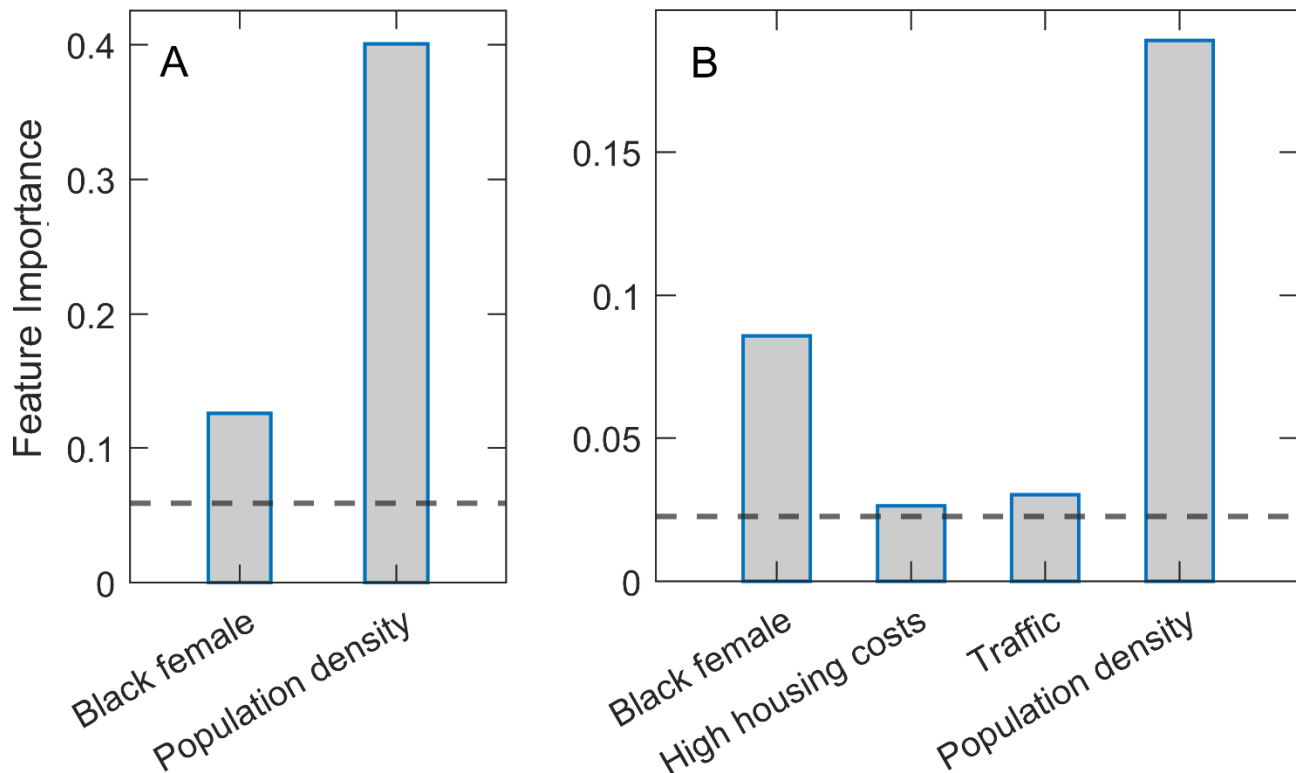 A
Feature Importance
0.4
0.3
0.2
0.1
0
Black female
Population density
B
0.15
0.1
0.05
0
Black female
High housing costs
Traffic
Population density